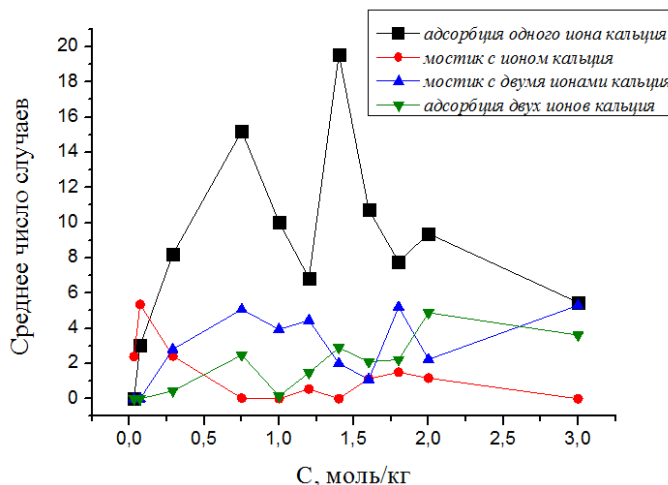 адсорбция одного иона кальция
мостик с ионом кальция
мостик с двумя ионами кальция
адсорбция двух ионов кальция
Среднее число случаев
20
18
16
14
12
10
8
6
4
2
0
0,0 0,5 1,0 1,5 2,0 2,5 3,0
C, моль/кг